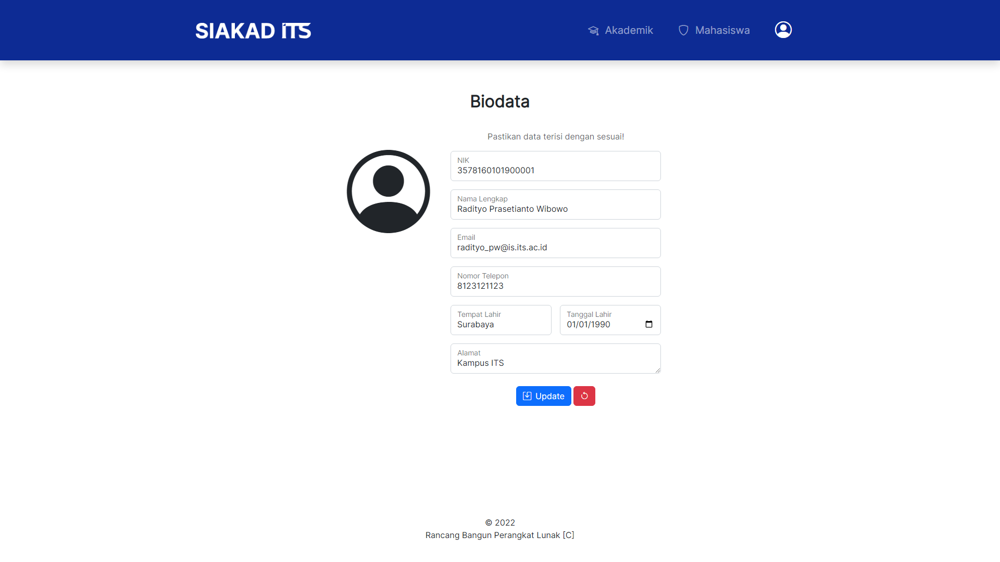 SIAKAD ITS
Akademik
Mahasiswa
Biodata
Pastikan data terisi dengan sesuai!
NIK
3578160101900001
Nama Lengkap
Radityo Prasetianto Wibowo
Email
radityo_pw@is.its.ac.id
Nomor Telepon
8123121123
Tempat Lahir
Surabaya
Tanggal Lahir
01/01/1990
Alamat
Kampus ITS
Update
© 2022
Rancang Bangun Perangkat Lunak [C]